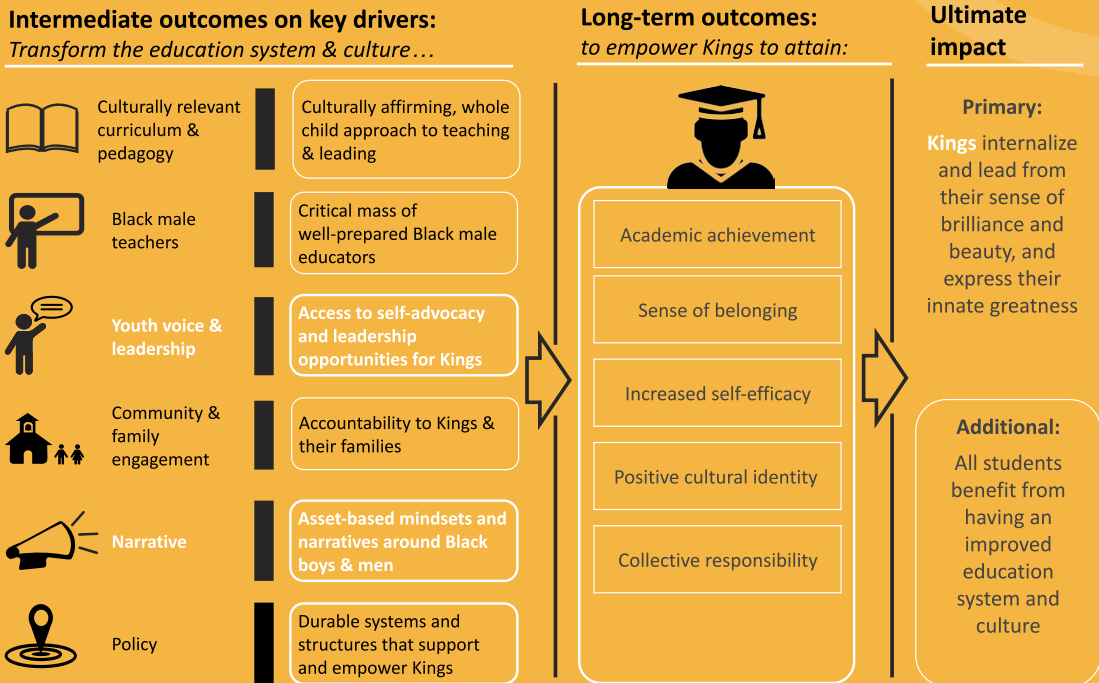 Intermediate outcomes on key drivers:
Transform the education system & culture…
Culturally relevant
curriculum &
pedagogy
Culturally affirming, whole
child approach to teaching
& leading
Black male
teachers
Critical mass of
well-prepared Black male
educators
Youth voice &
leadership
Access to self-advocacy
and leadership
opportunities for Kings
Community &
family
engagement
Accountability to Kings &
their families
Narrative
Asset-based mindsets and
narratives around Black
boys & men
Policy
Durable systems and
structures that support
and empower Kings
Long-term outcomes:
to empower Kings to attain:
Academic achievement
Sense of belonging
Increased self-efficacy
Positive cultural identity
Collective responsibility
Ultimate
impact
Primary:
Kings internalize
and lead from
their sense of
brilliance and
beauty, and
express their
innate greatness
Additional:
All students
benefit from
having an
improved
education
system and
culture